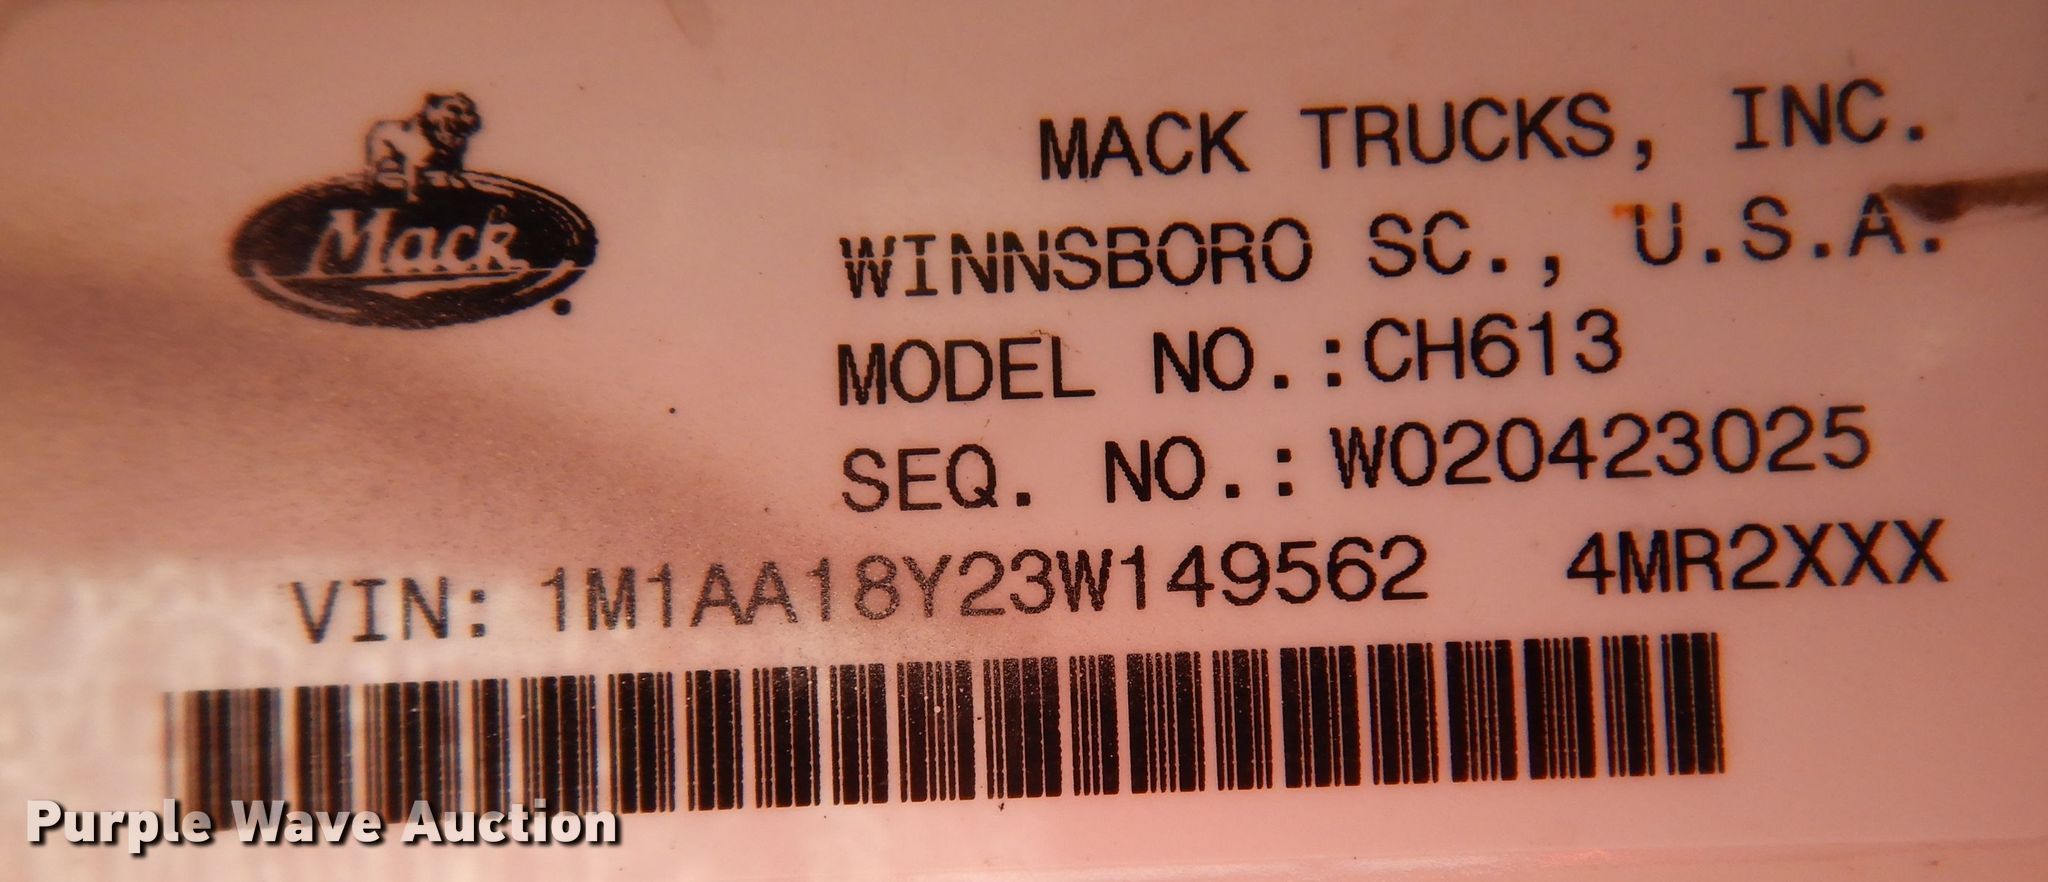 Mack
MACK TRUCKS, INC.
WINNSBORO SC., U.S.A.
MODEL NO.:CH613
SEQ. NO.: W020423025
VIN: 1M1AA18Y23W149562 4MR2XXX
Purple Wave Auction